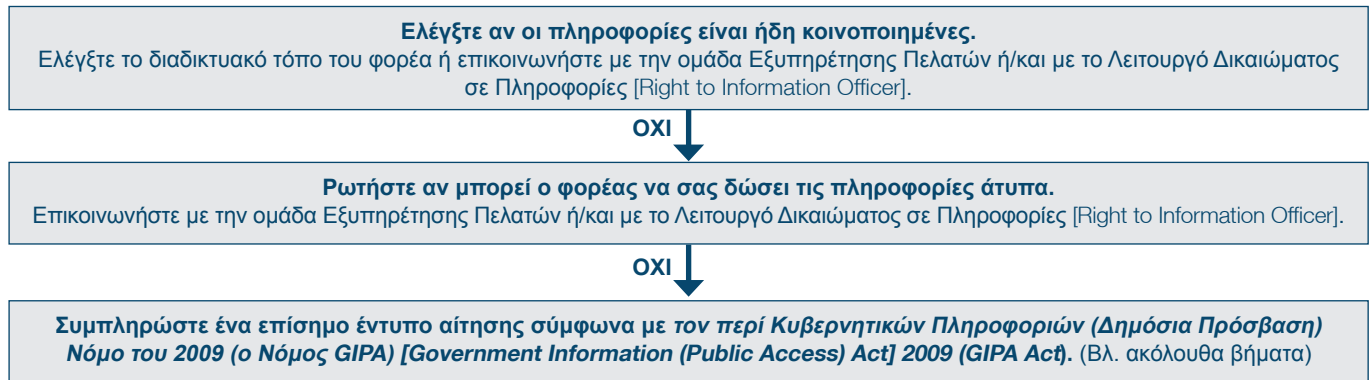 Ελέγξτε αν οι πληροφορίες είναι ήδη κοινοποιημένες.
Ελέγξτε το διαδικτυακό τόπο του φορέα ή επικοινωνήστε με την ομάδα Εξυπηρέτησης Πελατών ή/και με το Λειτουργό Δικαιώματος
σε Πληροφορίες [Right to Information Officer].
ΟΧΙ
Ρωτήστε αν μπορεί ο φορέας να σας δώσει τις πληροφορίες άτυπα.
Επικοινωνήστε με την ομάδα Εξυπηρέτησης Πελατών ή/και με το Λειτουργό Δικαιώματος σε Πληροφορίες [Right to Information Officer].
ΟΧΙ
Συμπληρώστε ένα επίσημο έντυπο αίτησης σύμφωνα με τον περί Κυβερνητικών Πληροφοριών (Δημόσια Πρόσβαση)
Νόμο του 2009 (ο Νόμος GIPA) [Government Information (Public Access) Act] 2009 (GIPA Act). (Βλ. ακόλουθα βήματα)